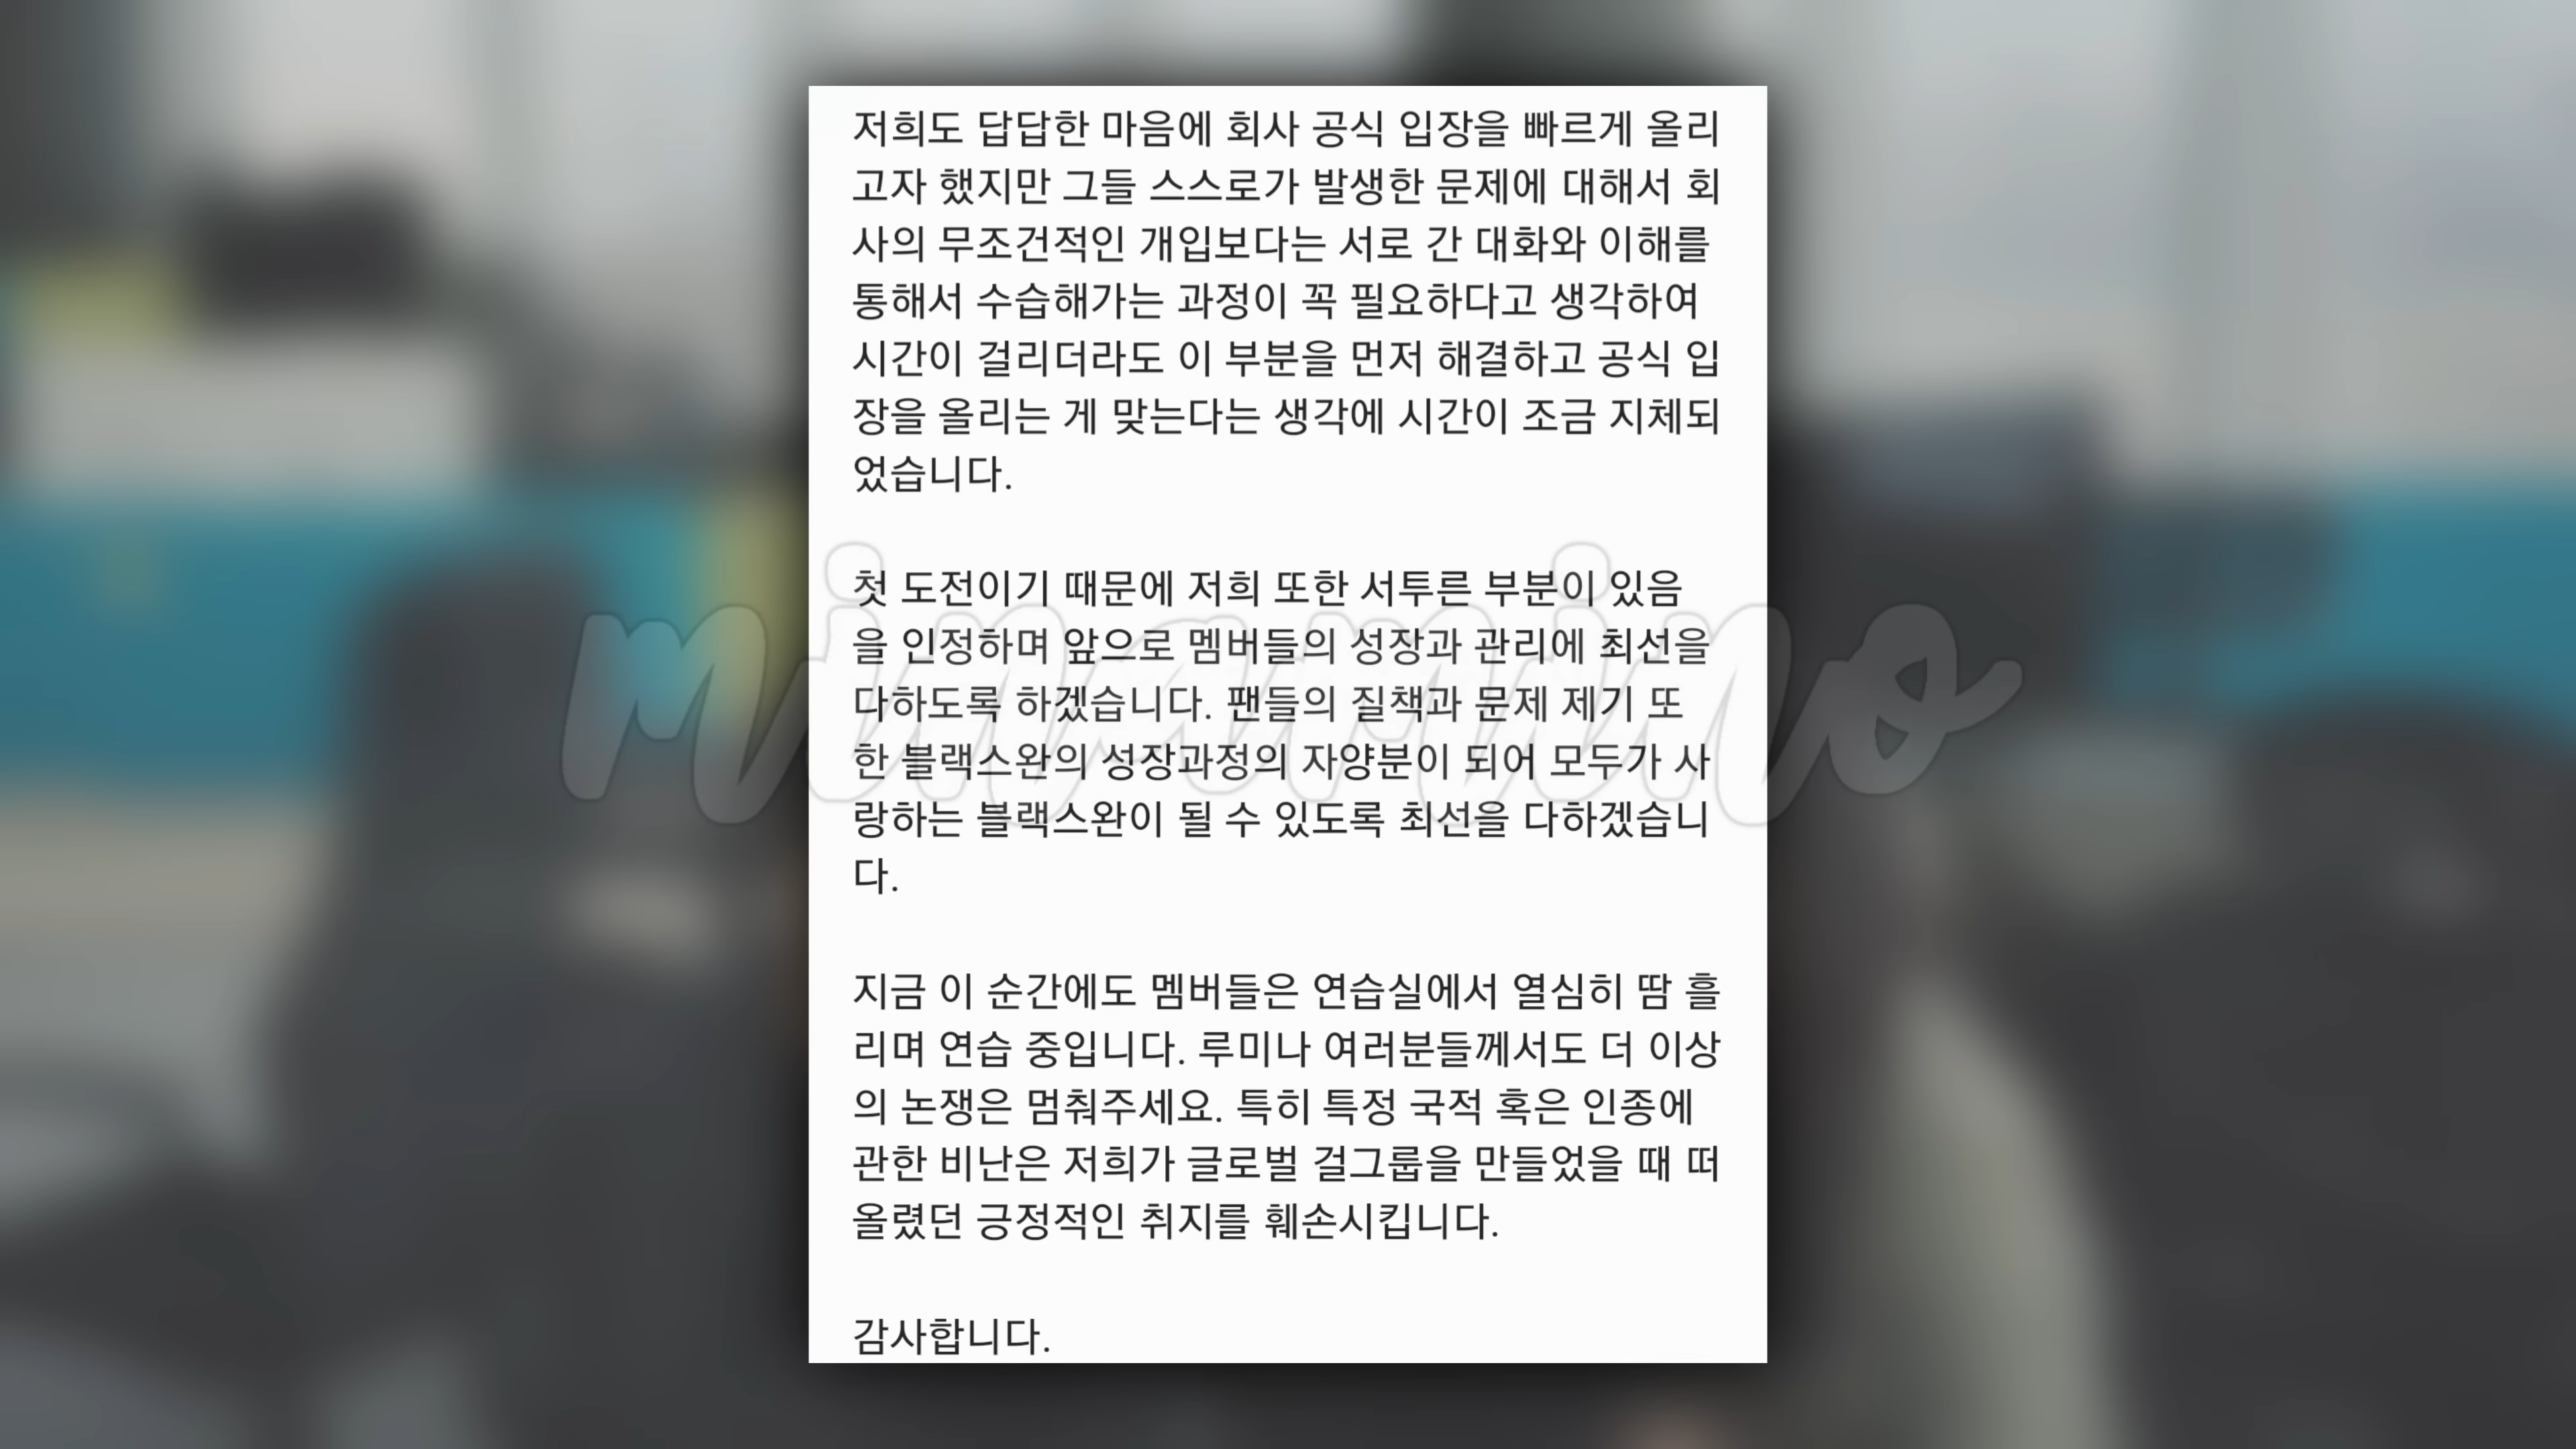 저희도 답답한 마음에 회사 공식 입장을 빠르게 올리
고자 했지만 그들 스스로가 발생한 문제에 대해서 회
사의 무조건적인 개입보다는 서로 간 대화와 이해를
통해서 수습해가는 과정이 꼭 필요하다고 생각하여
시간이 걸리더라도 이 부분을 먼저 해결하고 공식 입
장을 올리는 게 맞는다는 생각에 시간이 조금 지체되
었습니다.
첫 도전이기 때문에 저희 또한 서투른 부분이 있음
을 인정하며 앞으로 멤버들의 성장과 관리에 최선을
다하도록 하겠습니다. 팬들의 질책과 문제 제기 또
한 블랙스완의 성장과정의 자양분이 되어 모두가 사
랑하는 블랙스완이 될 수 있도록 최선을 다하겠습니
다.
minarmino
지금 이 순간에도 멤버들은 연습실에서 열심히 땀 흘
리며 연습 중입니다. 루미나 여러분들께서도 더 이상
의 논쟁은 멈춰주세요. 특히 특정 국적 혹은 인종에
관한 비난은 저희가 글로벌 걸그룹을 만들었을 때 떠
올렸던 긍정적인 취지를 훼손시킵니다.
감사합니다.